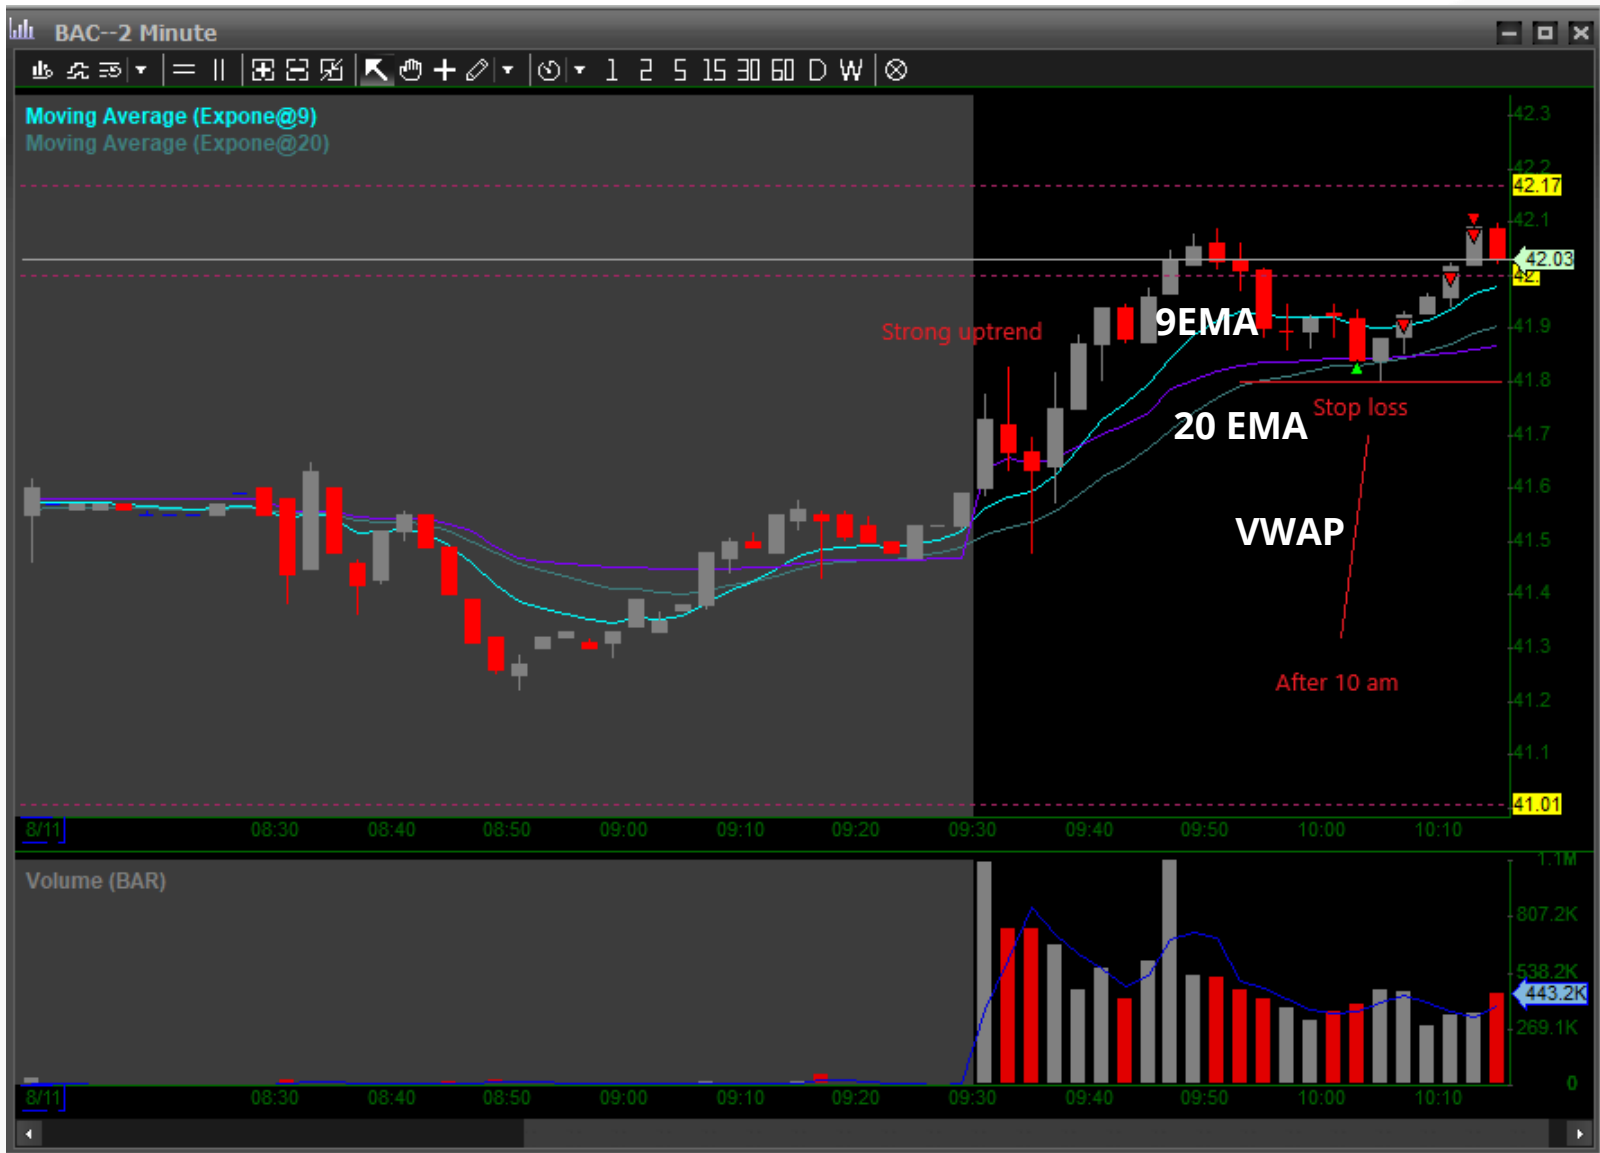 BAC--2 Minute
1 2 5 15 30 60 D W
Moving Average (Expone@9)
Moving Average (Expone@20)
42.3
42.2
42.17
42.1
42.03
42.
41.9
41.8
41.7
41.6
41.5
41.4
41.3
41.2
41.1
41.01
Strong uptrend
9EMA
20 EMA
Stop loss
VWAP
After 10 am
8/11 08:30 08:40 08:50 09:00 09:10 09:20 09:30 09:40 09:50 10:00 10:10
Volume (BAR)
1.1M
807.2K
538.2K
443.2K
269.1K
0
8/11 08:30 08:40 08:50 09:00 09:10 09:20 09:30 09:40 09:50 10:00 10:10